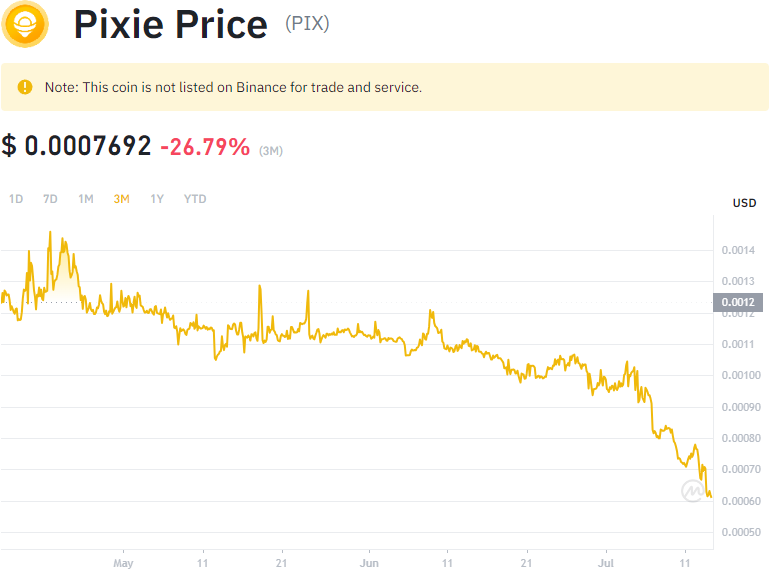 Pixie Price (PIX)
Note: This coin is not listed on Binance for trade and service.
$ 0.0007692 -26.79% (3M)
1D 7D 1M 3M 1Y YTD
USD
0.0014
0.0013
0.0012
0.0012
0.0011
0.00100
0.00090
0.00080
0.00070
0.00060
0.00050
May 11 21 Jun 11 21 Jul 11